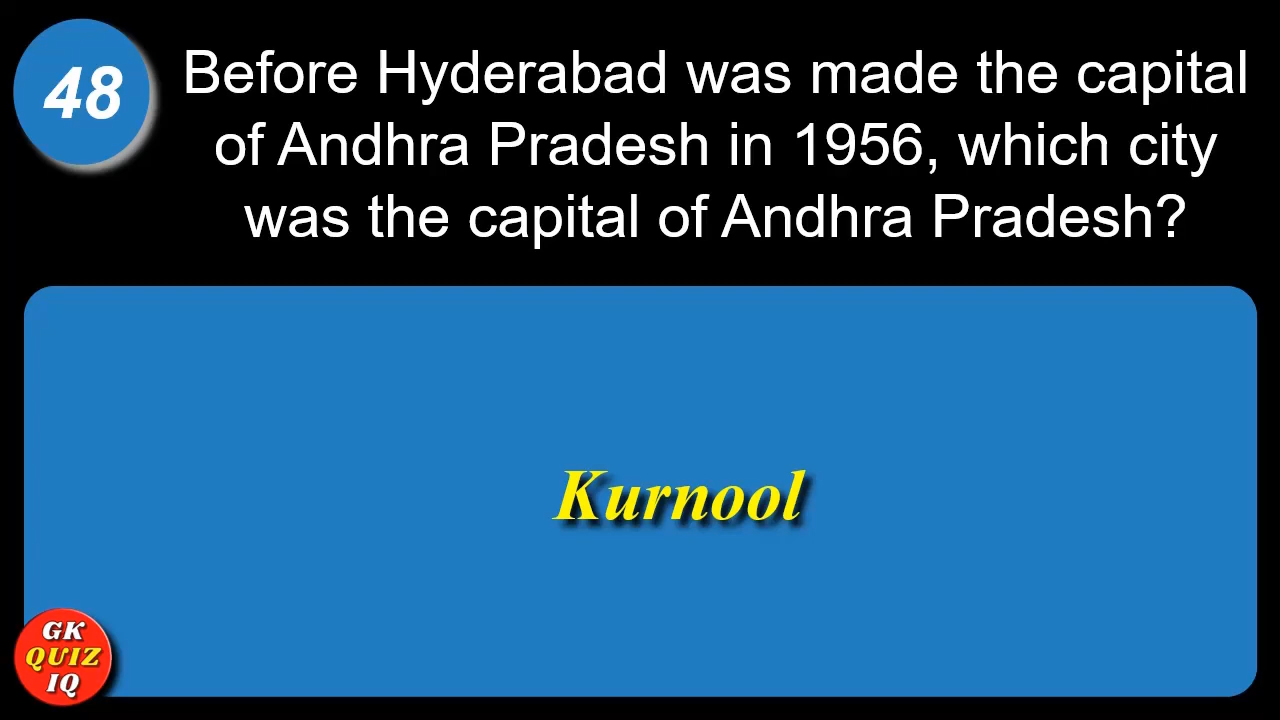 48
Before Hyderabad was made the capital
of Andhra Pradesh in 1956, which city
was the capital of Andhra Pradesh?
Kurnool
GK
QUIZ
IQ